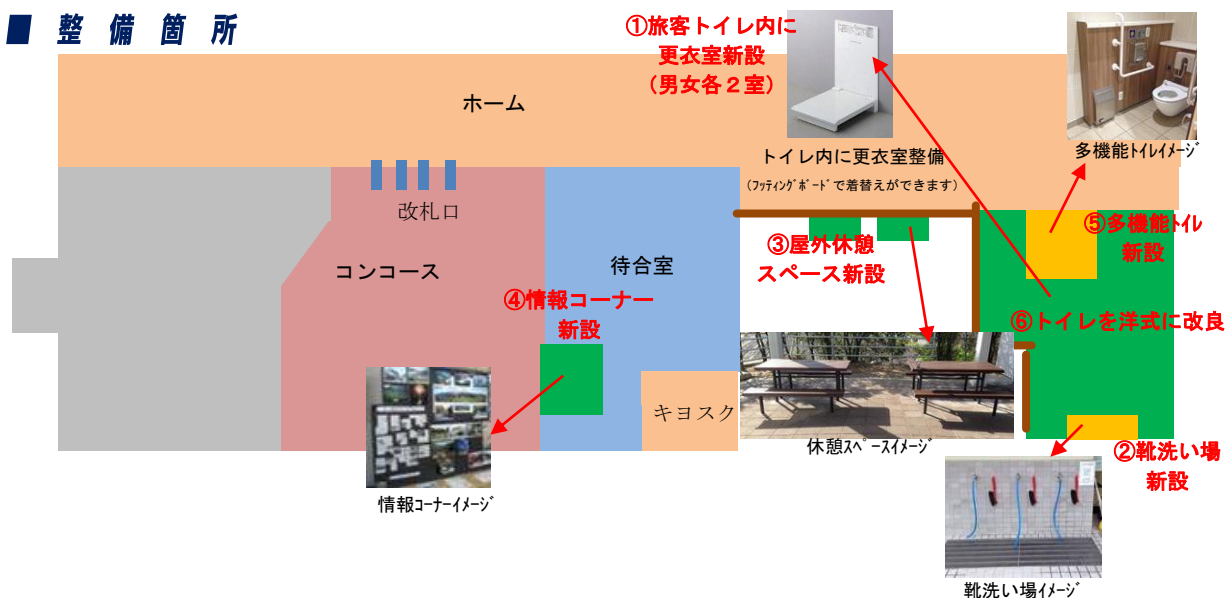 ■ 整 備 箇 所
①旅客トイレ内に
更衣室新設
（男女各２室）
ホーム
トイレ内に更衣室整備
(ﾌｯﾃｨﾝｸﾞﾎﾞｰﾄﾞで着替えができます)
多機能ﾄｲﾚイメｰｼﾞ
改札口
コンコース
待合室
③屋外休憩
スペース新設
⑤多機能ﾄｲﾚ
新設
④情報コーナー
新設
⑥トイレを洋式に改良
キヨスク
休憩ｽﾍﾟｰｽイメｰｼﾞ
②靴洗い場
新設
情報ｺｰﾅｰイメｰｼﾞ
靴洗い場イメｰｼﾞ